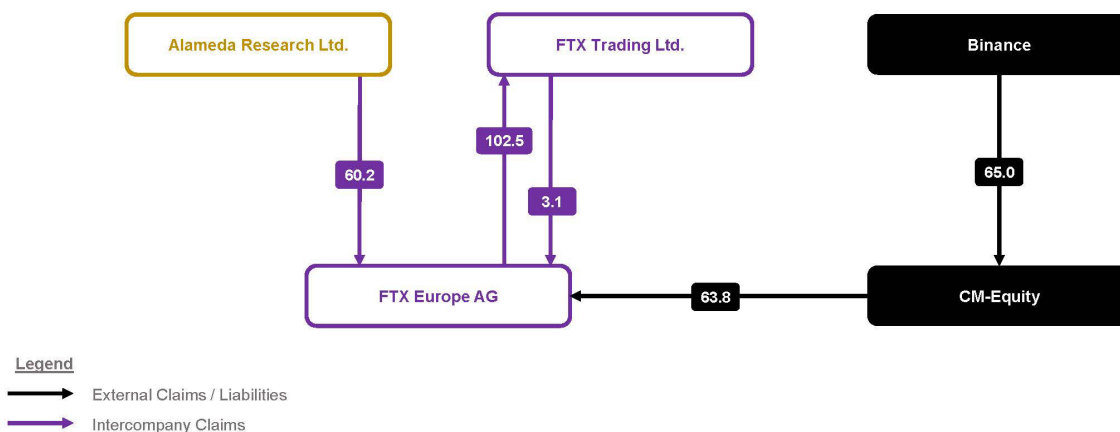 Alameda Research Ltd.
FTX Trading Ltd.
Binance
102.5
60.2
65.0
3.1
FTX Europe AG
63.8
CM-Equity
Legend
External Claims / Liabilities
Intercompany Claims